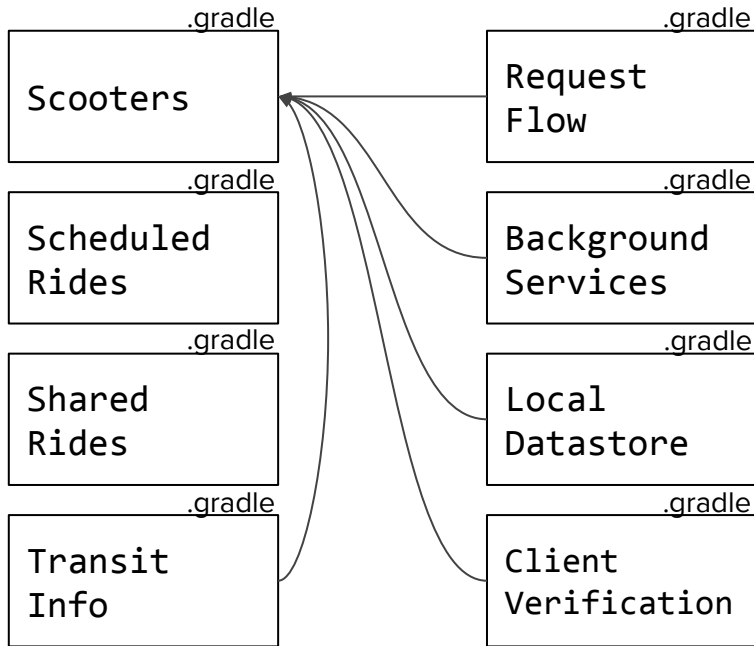 .gradle
Scooters
.gradle
Scheduled
Rides
.gradle
Shared
Rides
.gradle
Transit
Info
.gradle
Request
Flow
.gradle
Background
Services
.gradle
Local
Datastore
.gradle
Client
Verification